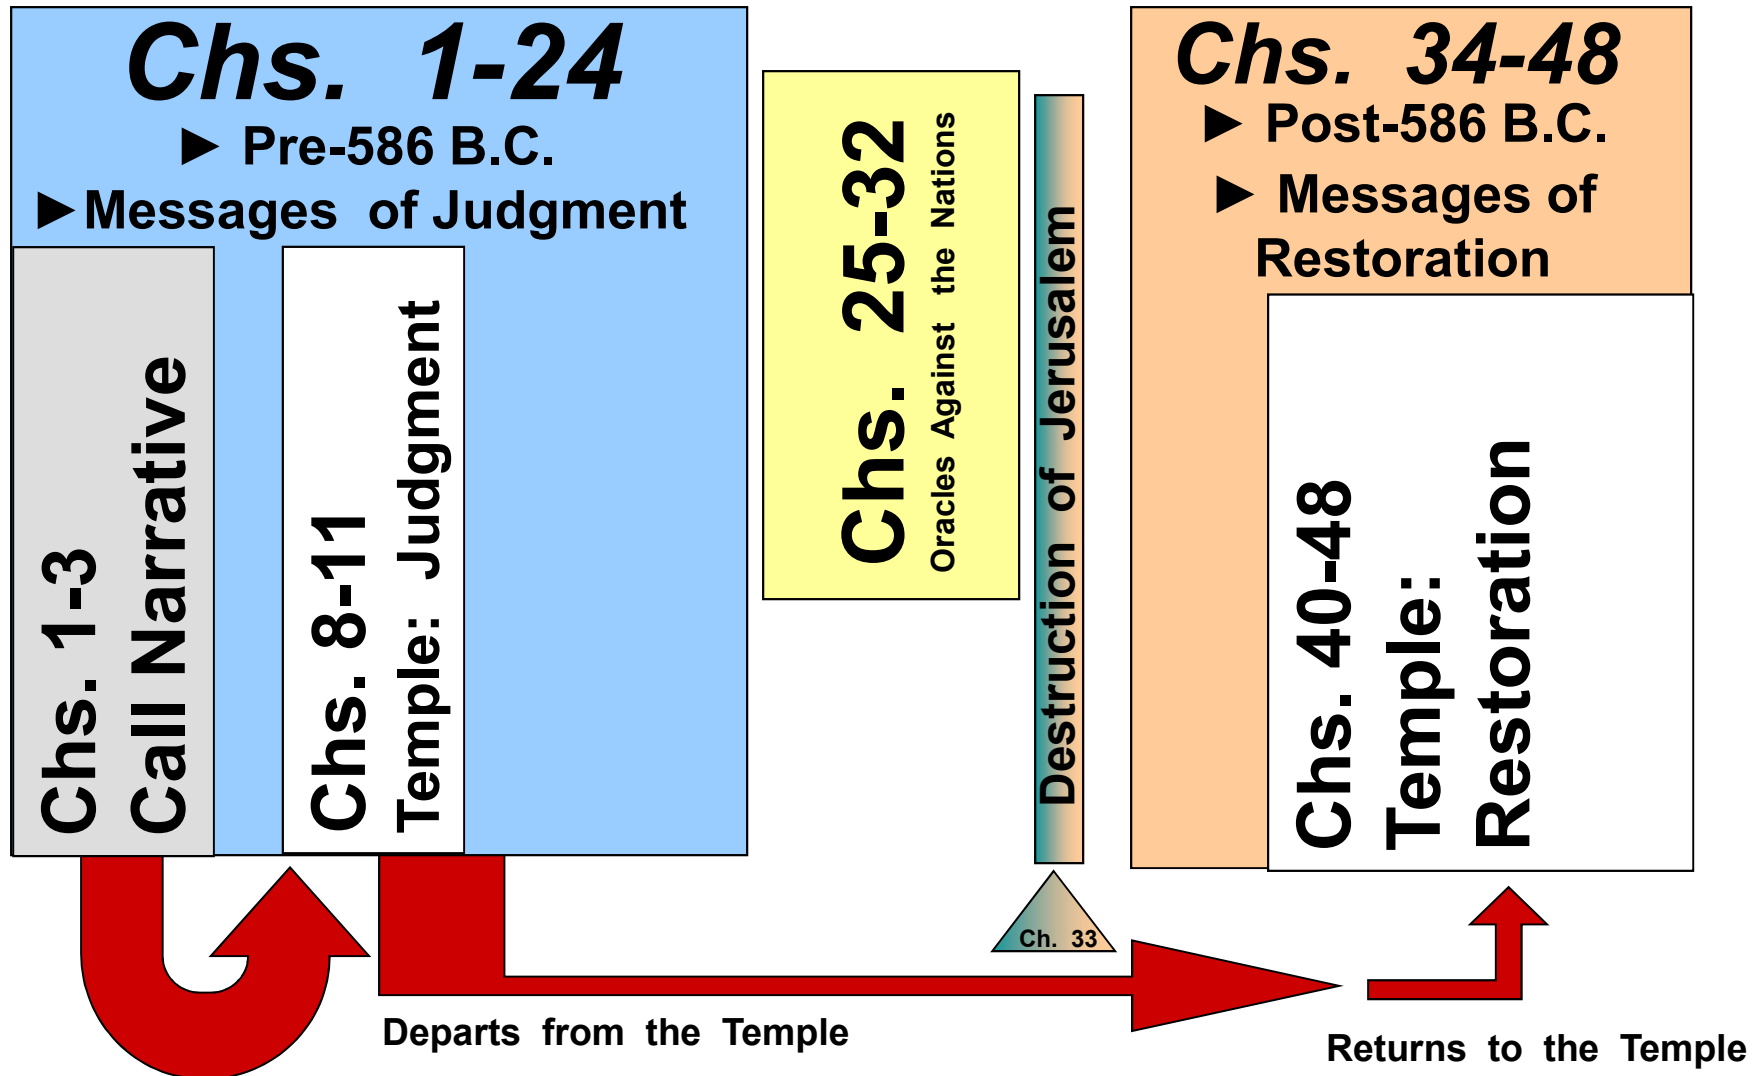 Chs. 1-24
► Pre-586 B.C.
► Messages of Judgment
Chs. 1-3
Call Narrative
Chs. 8-11
Temple: Judgment
Chs. 25-32
Oracles Against the Nations
Destruction of Jerusalem
Ch. 33
Chs. 34-48
► Post-586 B.C.
► Messages of
Restoration
Chs. 40-48
Temple:
Restoration
Departs from the Temple
Returns to the Temple